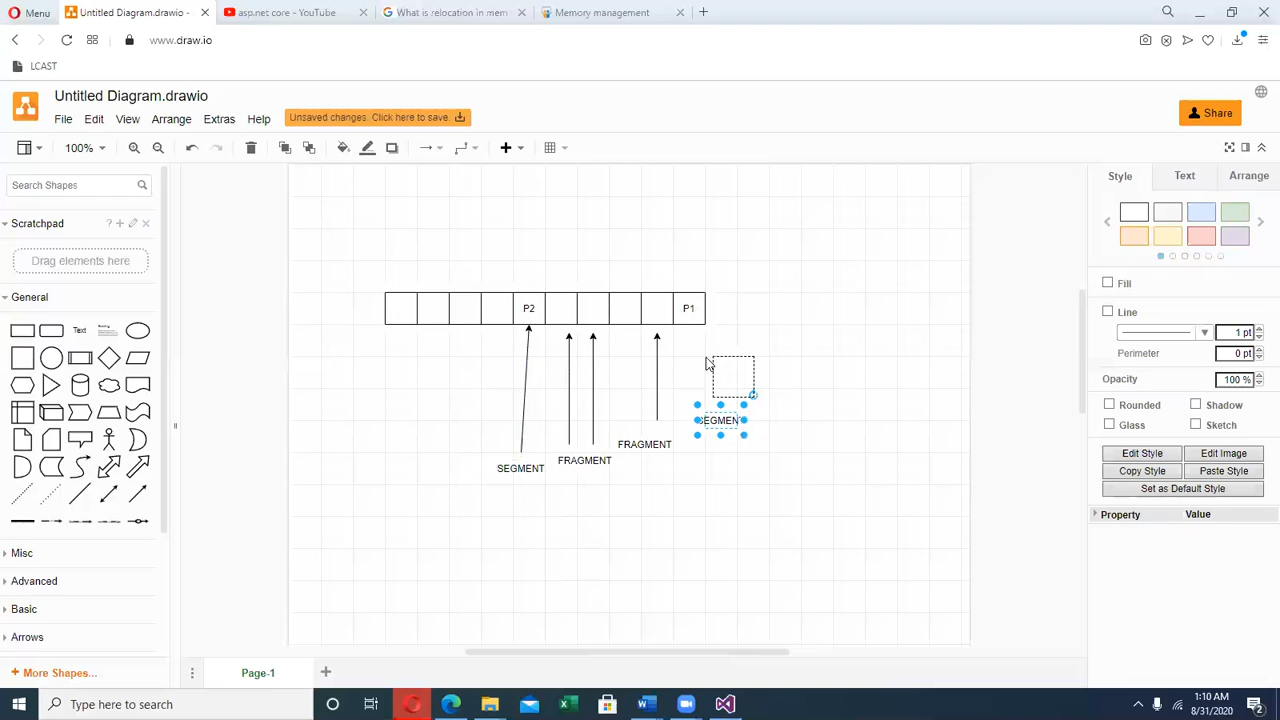 Menu
Untitled Diagram.drawio
asp.net core - YouTube
What is relocation in mem
Memory management
www.draw.io
LCAST
Untitled Diagram.drawio
File Edit View Arrange Extras Help
Unsaved changes. Click here to save.
Share
100%
Search Shapes
Scratchpad
?
Drag elements here
General
Text
Misc
Advanced
Basic
Arrows
More Shapes...
P2
P1
SEGMENT
FRAGMENT
FRAGMENT
SEGMENT
Style Text Arrange
Fill
Line
1 pt
Perimeter
0 pt
Opacity
100 %
Rounded Shadow
Glass Sketch
Edit Style Edit Image
Copy Style Paste Style
Set as Default Style
Property Value
Page-1
Type here to search
1:10 AM
8/31/2020
2